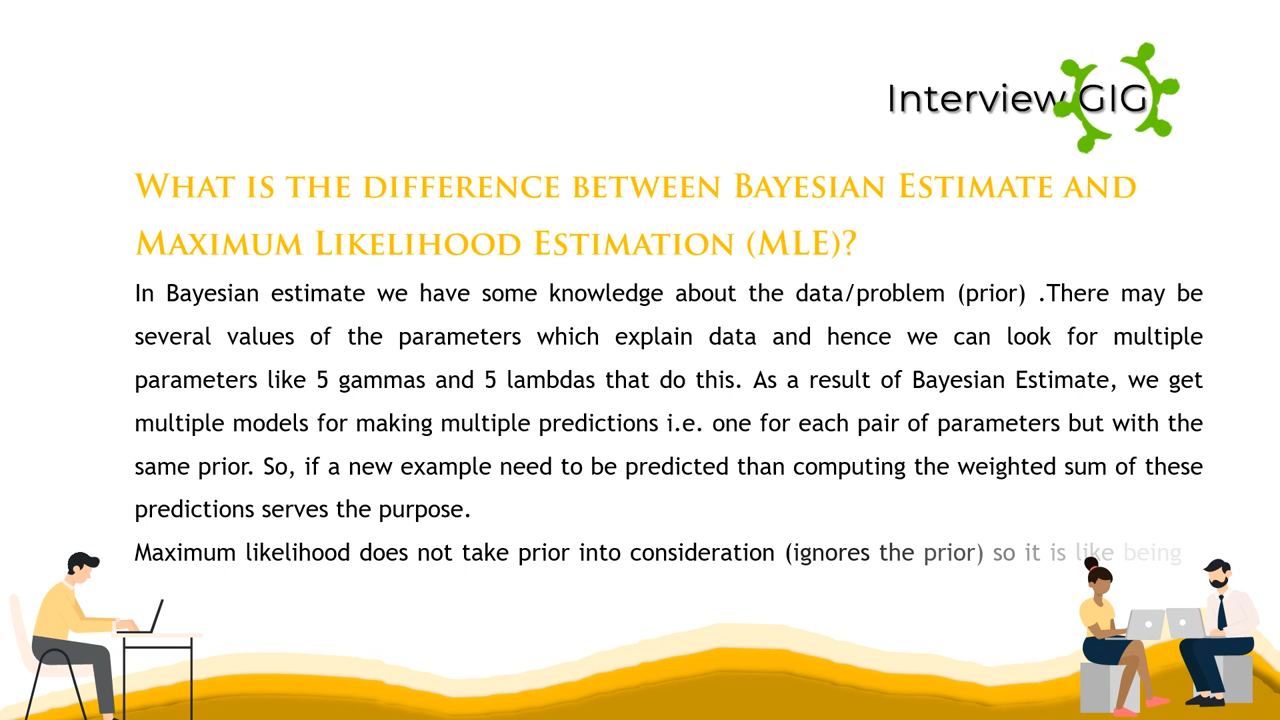 Interview GIG
What is the difference between Bayesian Estimate and
Maximum Likelihood Estimation (MLE)?
In Bayesian estimate we have some knowledge about the data/problem (prior) .There may be
several values of the parameters which explain data and hence we can look for multiple
parameters like 5 gammas and 5 lambdas that do this. As a result of Bayesian Estimate, we get
multiple models for making multiple predictions i.e. one for each pair of parameters but with the
same prior. So, if a new example need to be predicted than computing the weighted sum of these
predictions serves the purpose.
Maximum likelihood does not take prior into consideration (ignores the prior) so it is like being